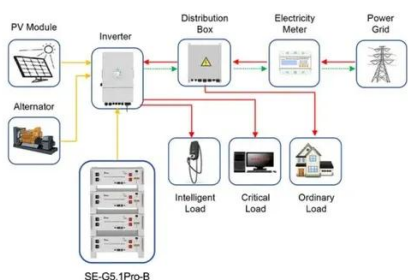 PV Module
Inverter
Distribution
Box
Electricity
Meter
Power
Grid
Alternator
Intelligent
Load
Critical
Load
Ordinary
Load
SE-G5.1Pro-B